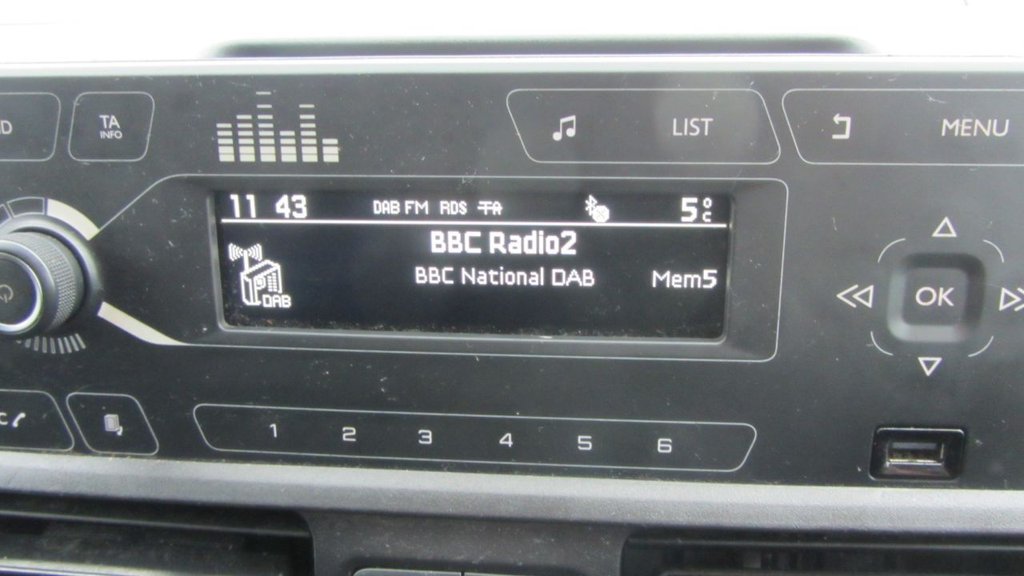 TA
INFO
LIST
MENU
11 43 DAB FM RDS TA 5°C
BBC Radio2
BBC National DAB Mem5
DAB
OK
1 2 3 4 5 6